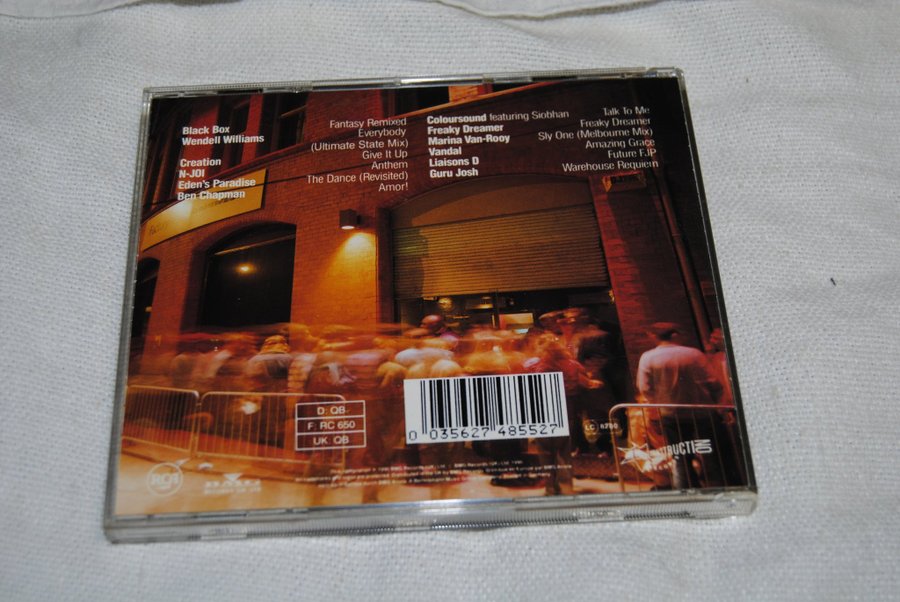 Black Box
Wendell Williams
Creation
N-JOI
Eden's Paradise
Ben Chapman
Fantasy Remixed
Everybody
(Ultimate State Mix)
Give It Up
Anthem
The Dance (Revisited)
Amor!
Coloursound featuring Siobhan
Freaky Dreamer
Marina Van-Rooy
Vandal
Liaisons D
Guru Josh
Talk To Me
Freaky Dreamer
Sly One (Melbourne Mix)
Amazing Grace
Future FJP
Warehouse Requiem
D: QB
F: RC 650
UK: QB
0 035627 485527
LC
RCA
BMG